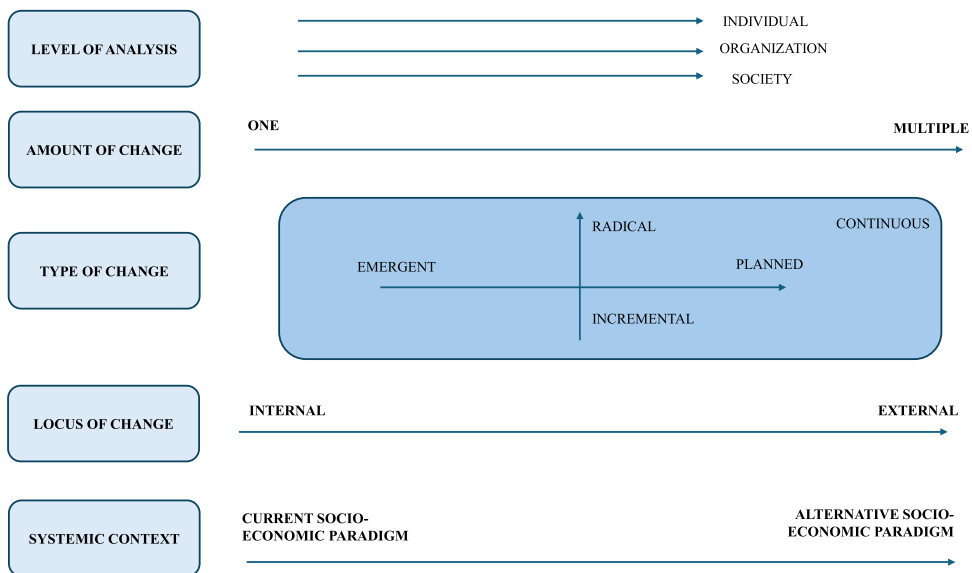 LEVEL OF ANALYSIS
INDIVIDUAL
ORGANIZATION
SOCIETY
AMOUNT OF CHANGE
ONE
MULTIPLE
TYPE OF CHANGE
CONTINUOUS
RADICAL
EMERGENT
PLANNED
INCREMENTAL
LOCUS OF CHANGE
INTERNAL
EXTERNAL
SYSTEMIC CONTEXT
CURRENT SOCIO-
ECONOMIC PARADIGM
ALTERNATIVE SOCIO-
ECONOMIC PARADIGM